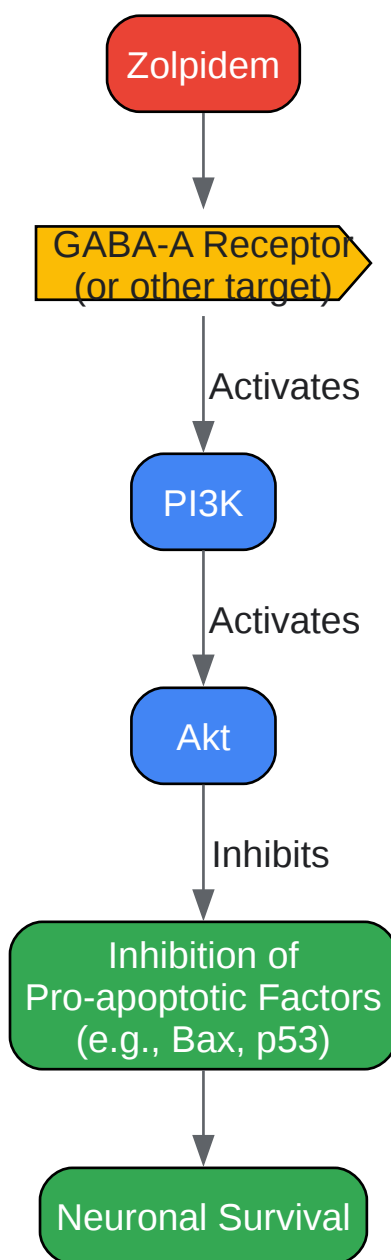 Zolpidem
GABA-A Receptor
(or other target)
Activates
PI3K
Activates
Akt
Inhibits
Inhibition of
Pro-apoptotic Factors
(e.g., Bax, p53)
Neuronal Survival